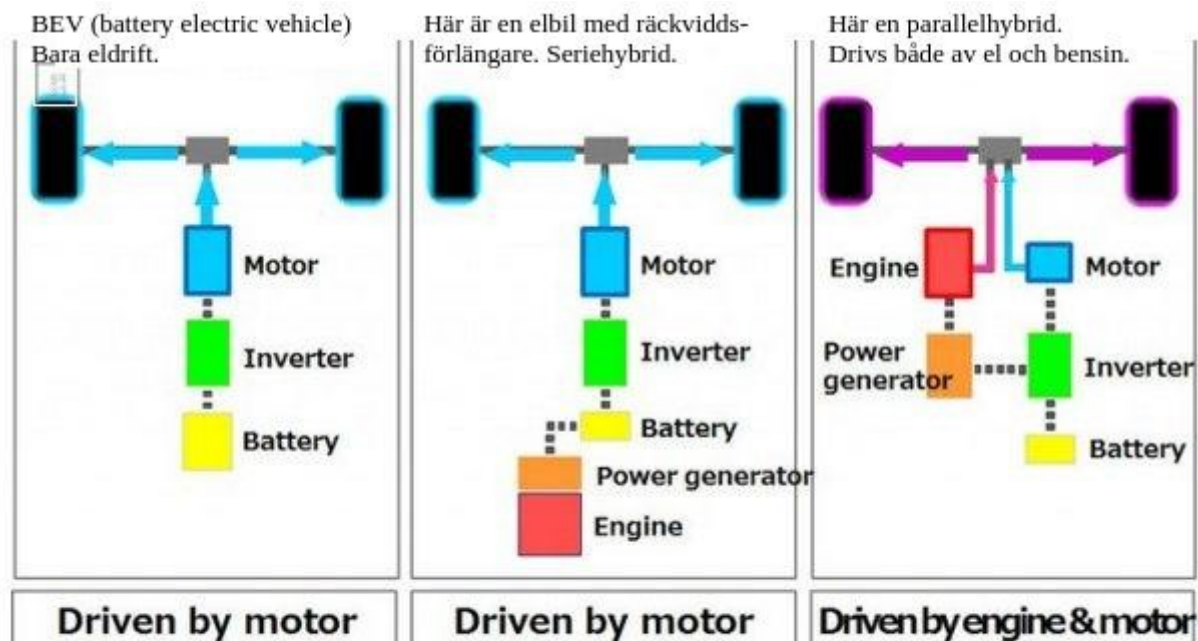 BEV (battery electric vehicle)
Bara eldrift.
Motor
Inverter
Battery
Driven by motor
Här är en elbil med räckvidds-
förlängare. Seriehybrid.
Motor
Inverter
Battery
Power generator
Engine
Driven by motor
Här en parallelhybrid.
Drivs både av el och bensin.
Engine
Motor
Power
generator
Inverter
Battery
Driven by engine & motor